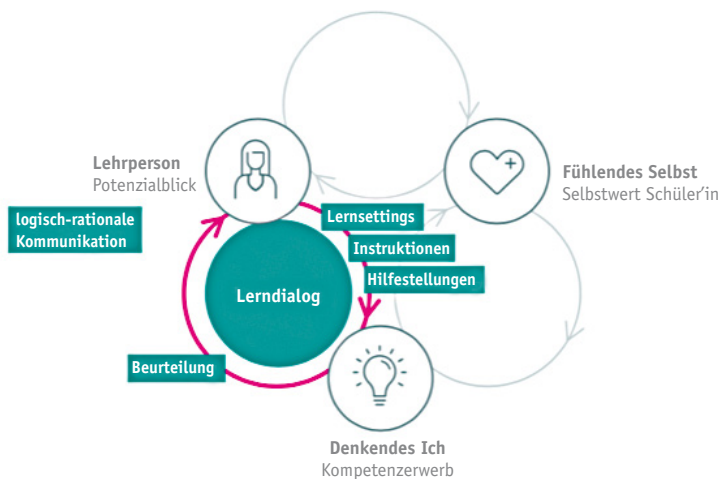 Lehrperson
Potenzialblick
Fühlendes Selbst
Selbstwert Schüler'in
logisch-rationale
Kommunikation
Lernsettings
Instruktionen
Hilfestellungen
Lerndialog
Beurteilung
Denkendes Ich
Kompetenzerwerb